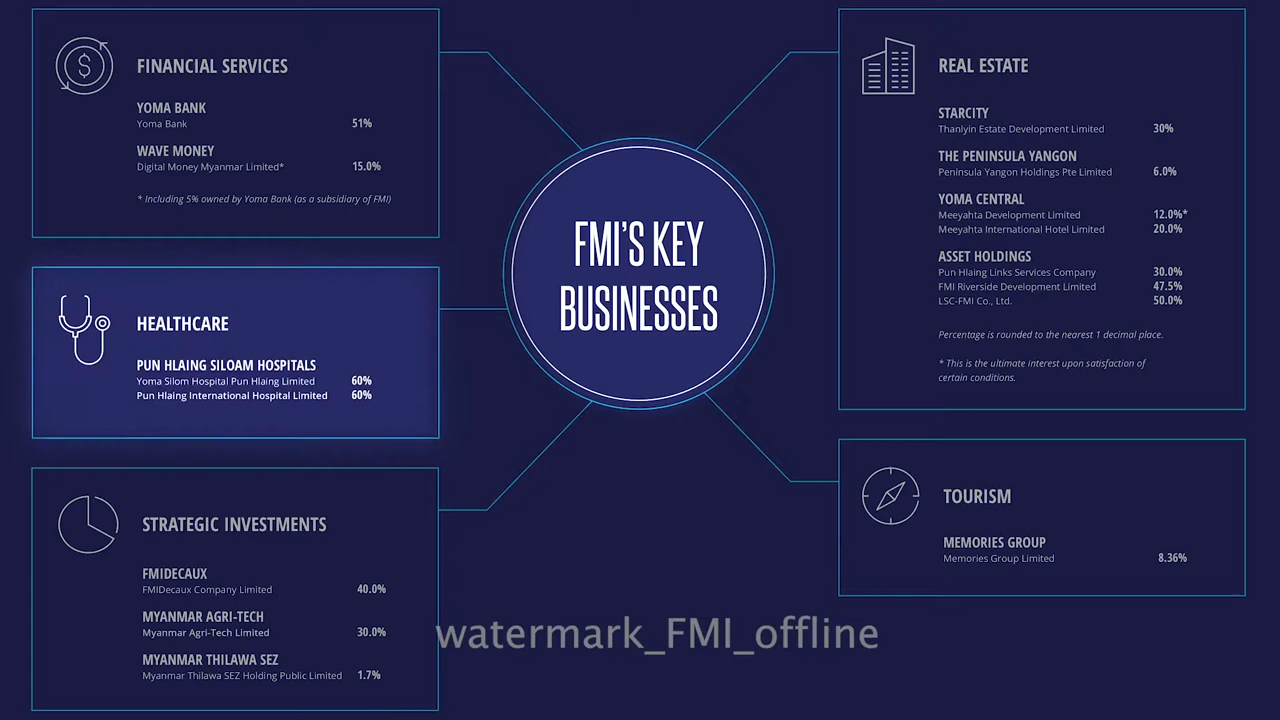 FINANCIAL SERVICES
YOMA BANK
Yoma Bank 51%
WAVE MONEY
Digital Money Myanmar Limited* 15.0%
* Including 5% owned by Yoma Bank (as a subsidiary of FMI)
HEALTHCARE
PUN HLAING SILOAM HOSPITALS
Yoma Silom Hospital Pun Hlaing Limited 60%
Pun Hlaing International Hospital Limited 60%
STRATEGIC INVESTMENTS
FMIDECAUX
FMIDecaux Company Limited 40.0%
MYANMAR AGRI-TECH
Myanmar Agri-Tech Limited 30.0%
MYANMAR THILAWA SEZ
Myanmar Thilawa SEZ Holding Public Limited 1.7%
FMI'S KEY
BUSINESSES
REAL ESTATE
STARCITY
Thanlyin Estate Development Limited 30%
THE PENINSULA YANGON
Peninsula Yangon Holdings Pte Limited 6.0%
YOMA CENTRAL
Meeyahta Development Limited 12.0%*
Meeyahta International Hotel Limited 20.0%
ASSET HOLDINGS
Pun Hlaing Links Services Company 30.0%
FMI Riverside Development Limited 47.5%
LSC-FMI Co., Ltd. 50.0%
Percentage is rounded to the nearest 1 decimal place.
* This is the ultimate interest upon satisfaction of
certain conditions.
TOURISM
MEMORIES GROUP
Memories Group Limited 8.36%
watermark_FMI_offline